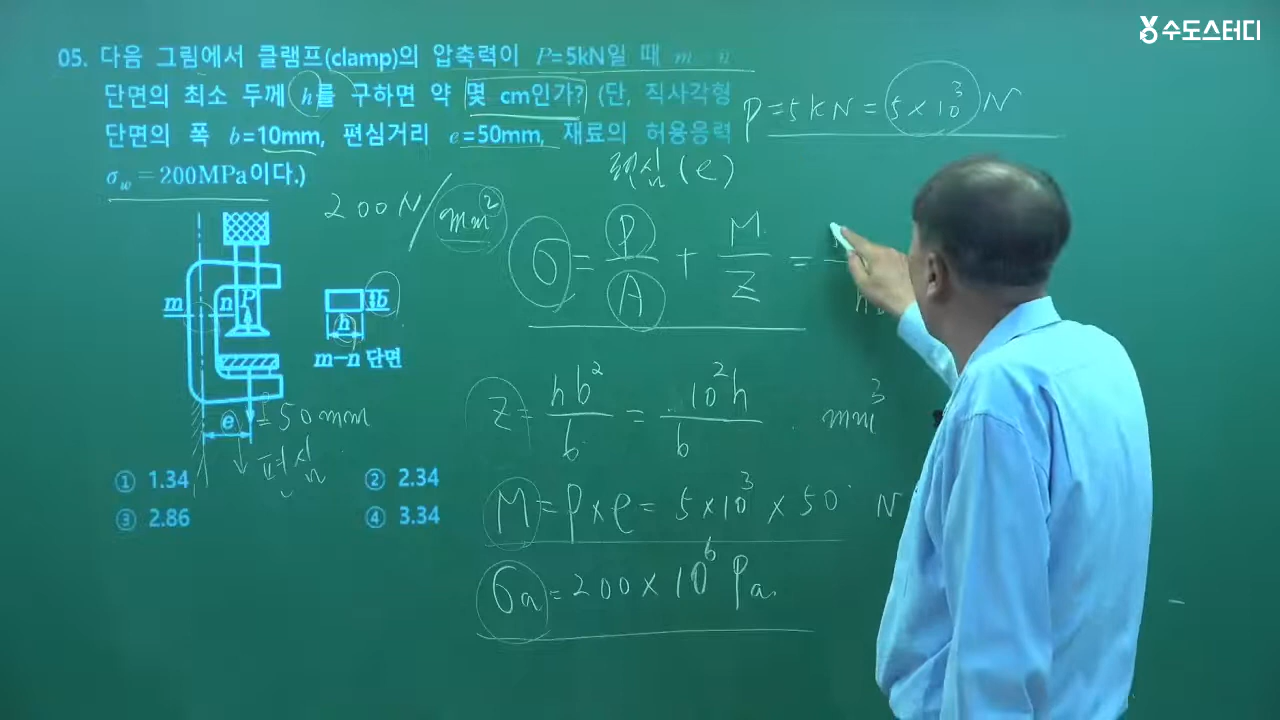 수도스터디
05. 다음 그림에서 클램프(clamp)의 압축력이 P=5kN일 때 m-n
단면의 최소 두께 h를 구하면 약 몇 cm인가? (단, 직사각형
단면의 폭 b=10mm, 편심거리 e=50mm, 재료의 허용응력
σw = 200MPa이다.)
P = 5 kN = 5 × 10³ N
편심 (e)
200 N/mm²
σ = P/A + M/Z =
m n P
b
h
m-n 단면
e = 50mm
편심
Z = hb²/6 = 10²h/6 mm³
M = P × e = 5 × 10³ × 50 N
σa = 200 × 10⁶ Pa.
① 1.34 ② 2.34
③ 2.86 ④ 3.34